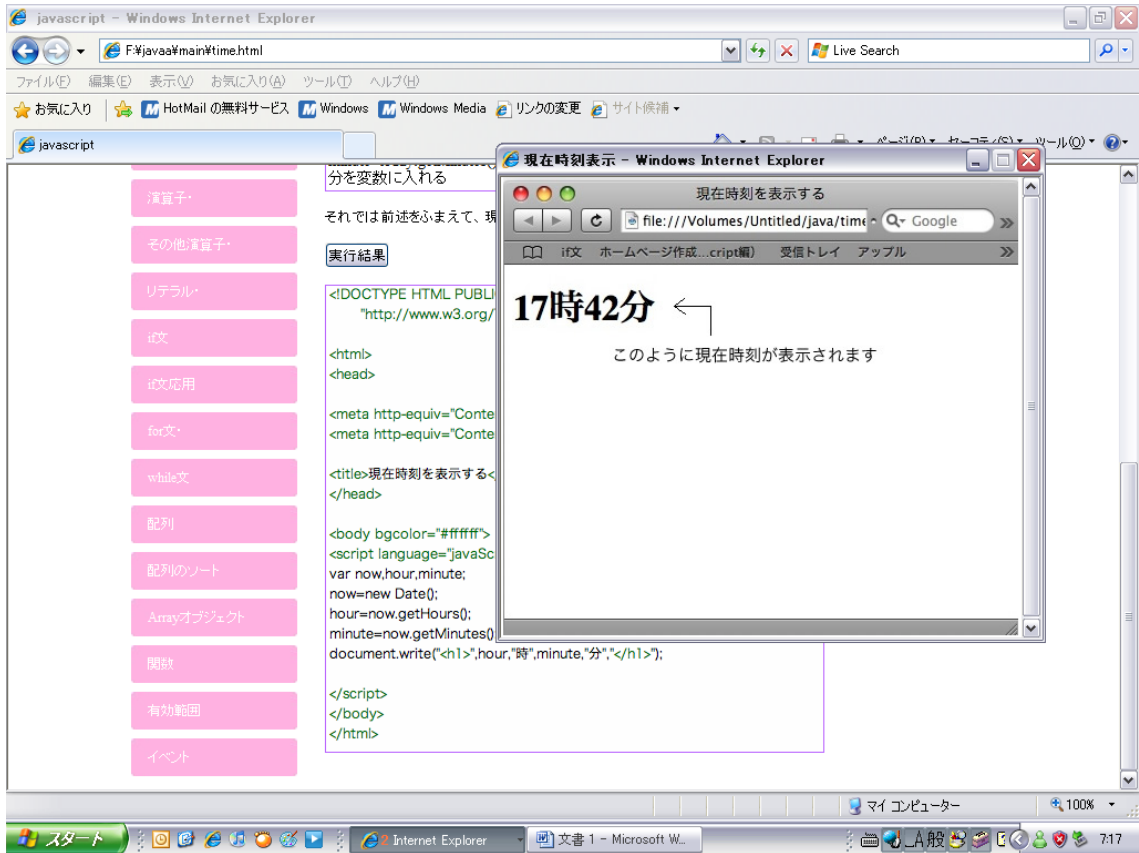 javascript - Windows Internet Explorer
F:¥javaa¥main¥time.html
Live Search
ファイル(F) 編集(E) 表示(V) お気に入り(A) ツール(T) ヘルプ(H)
お気に入り HotMail の無料サービス Windows Windows Media リンクの変更 サイト候補
javascript
ページ(P) セーフティ(S) ツール(O)
演算子・
その他演算子・
リテラル・
if文
if文応用
for文・
while文
配列
配列のソート
Arrayオブジェクト
関数
有効範囲
イベント
分を変数に入れる
それでは前述をふまえて、現
実行結果
<!DOCTYPE HTML PUBLI
"http://www.w3.org/
<html>
<head>
<meta http-equiv="Conte
<meta http-equiv="Conte
<title>現在時刻を表示する<
</head>
<body bgcolor="#ffffff">
<script language="javaSc
var now,hour,minute;
now=new Date();
hour=now.getHours();
minute=now.getMinutes()
document.write("<h1>",hour,"時",minute,"分","</h1>");
</script>
</body>
</html>
現在時刻表示 - Windows Internet Explorer
現在時刻を表示する
file:///Volumes/Untitled/java/time
Google
if文 ホームページ作成...cript編） 受信トレイ アップル
17時42分
このように現在時刻が表示されます
マイ コンピューター
100%
スタート
2 Internet Explorer
文書 1 - Microsoft W...
A般
7:17